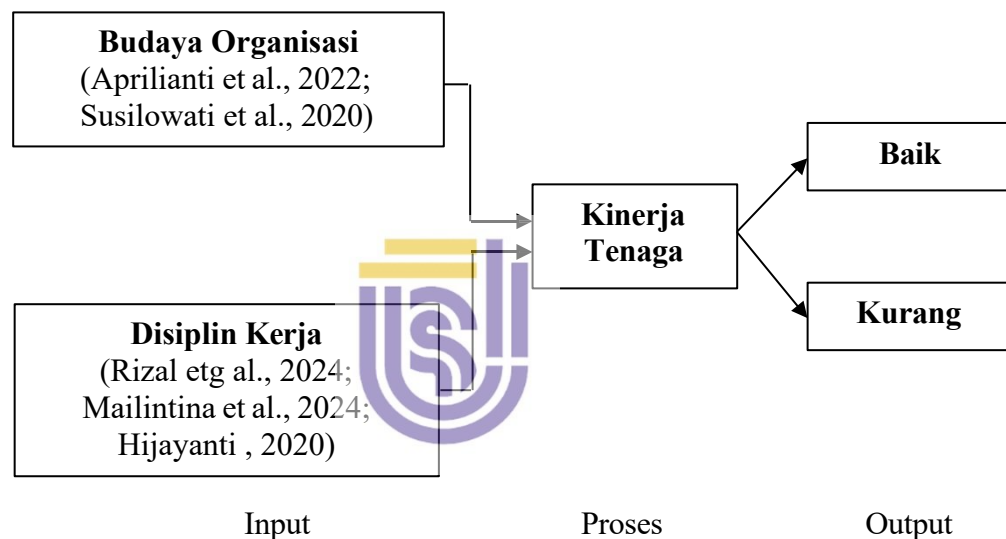 Budaya Organisasi
(Aprilianti et al., 2022;
Susilowati et al., 2020)
Disiplin Kerja
(Rizal etg al., 2024;
Mailintina et al., 2024;
Hijayanti , 2020)
Kinerja
Tenaga
Baik
Kurang
Input
Proses
Output